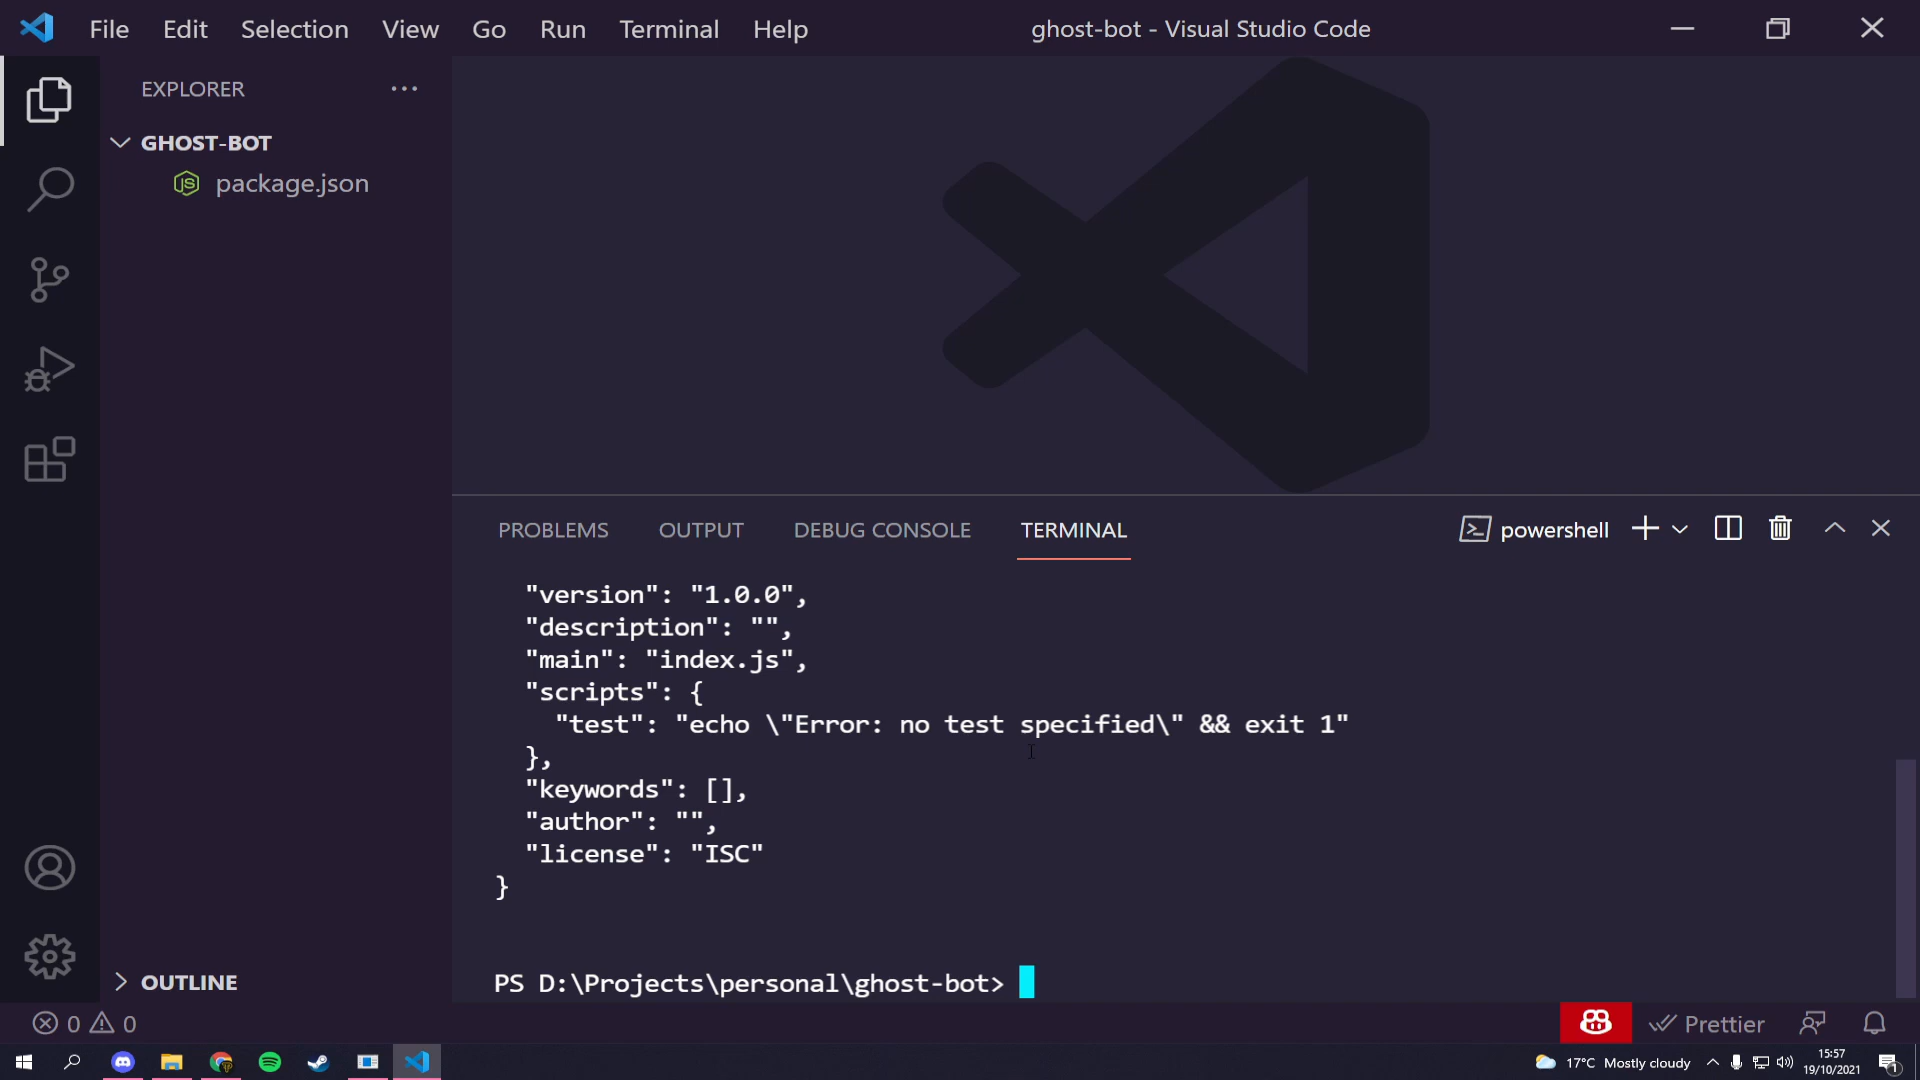 File Edit Selection View Go Run Terminal Help ghost-bot - Visual Studio Code
EXPLORER
GHOST-BOT
package.json
OUTLINE
PROBLEMS OUTPUT DEBUG CONSOLE TERMINAL powershell
"version": "1.0.0",
"description": "",
"main": "index.js",
"scripts": {
"test": "echo \"Error: no test specified\" && exit 1"
},
"keywords": [],
"author": "",
"license": "ISC"
}
PS D:\Projects\personal\ghost-bot>
0 0 Prettier
17°C Mostly cloudy 15:57
19/10/2021
1